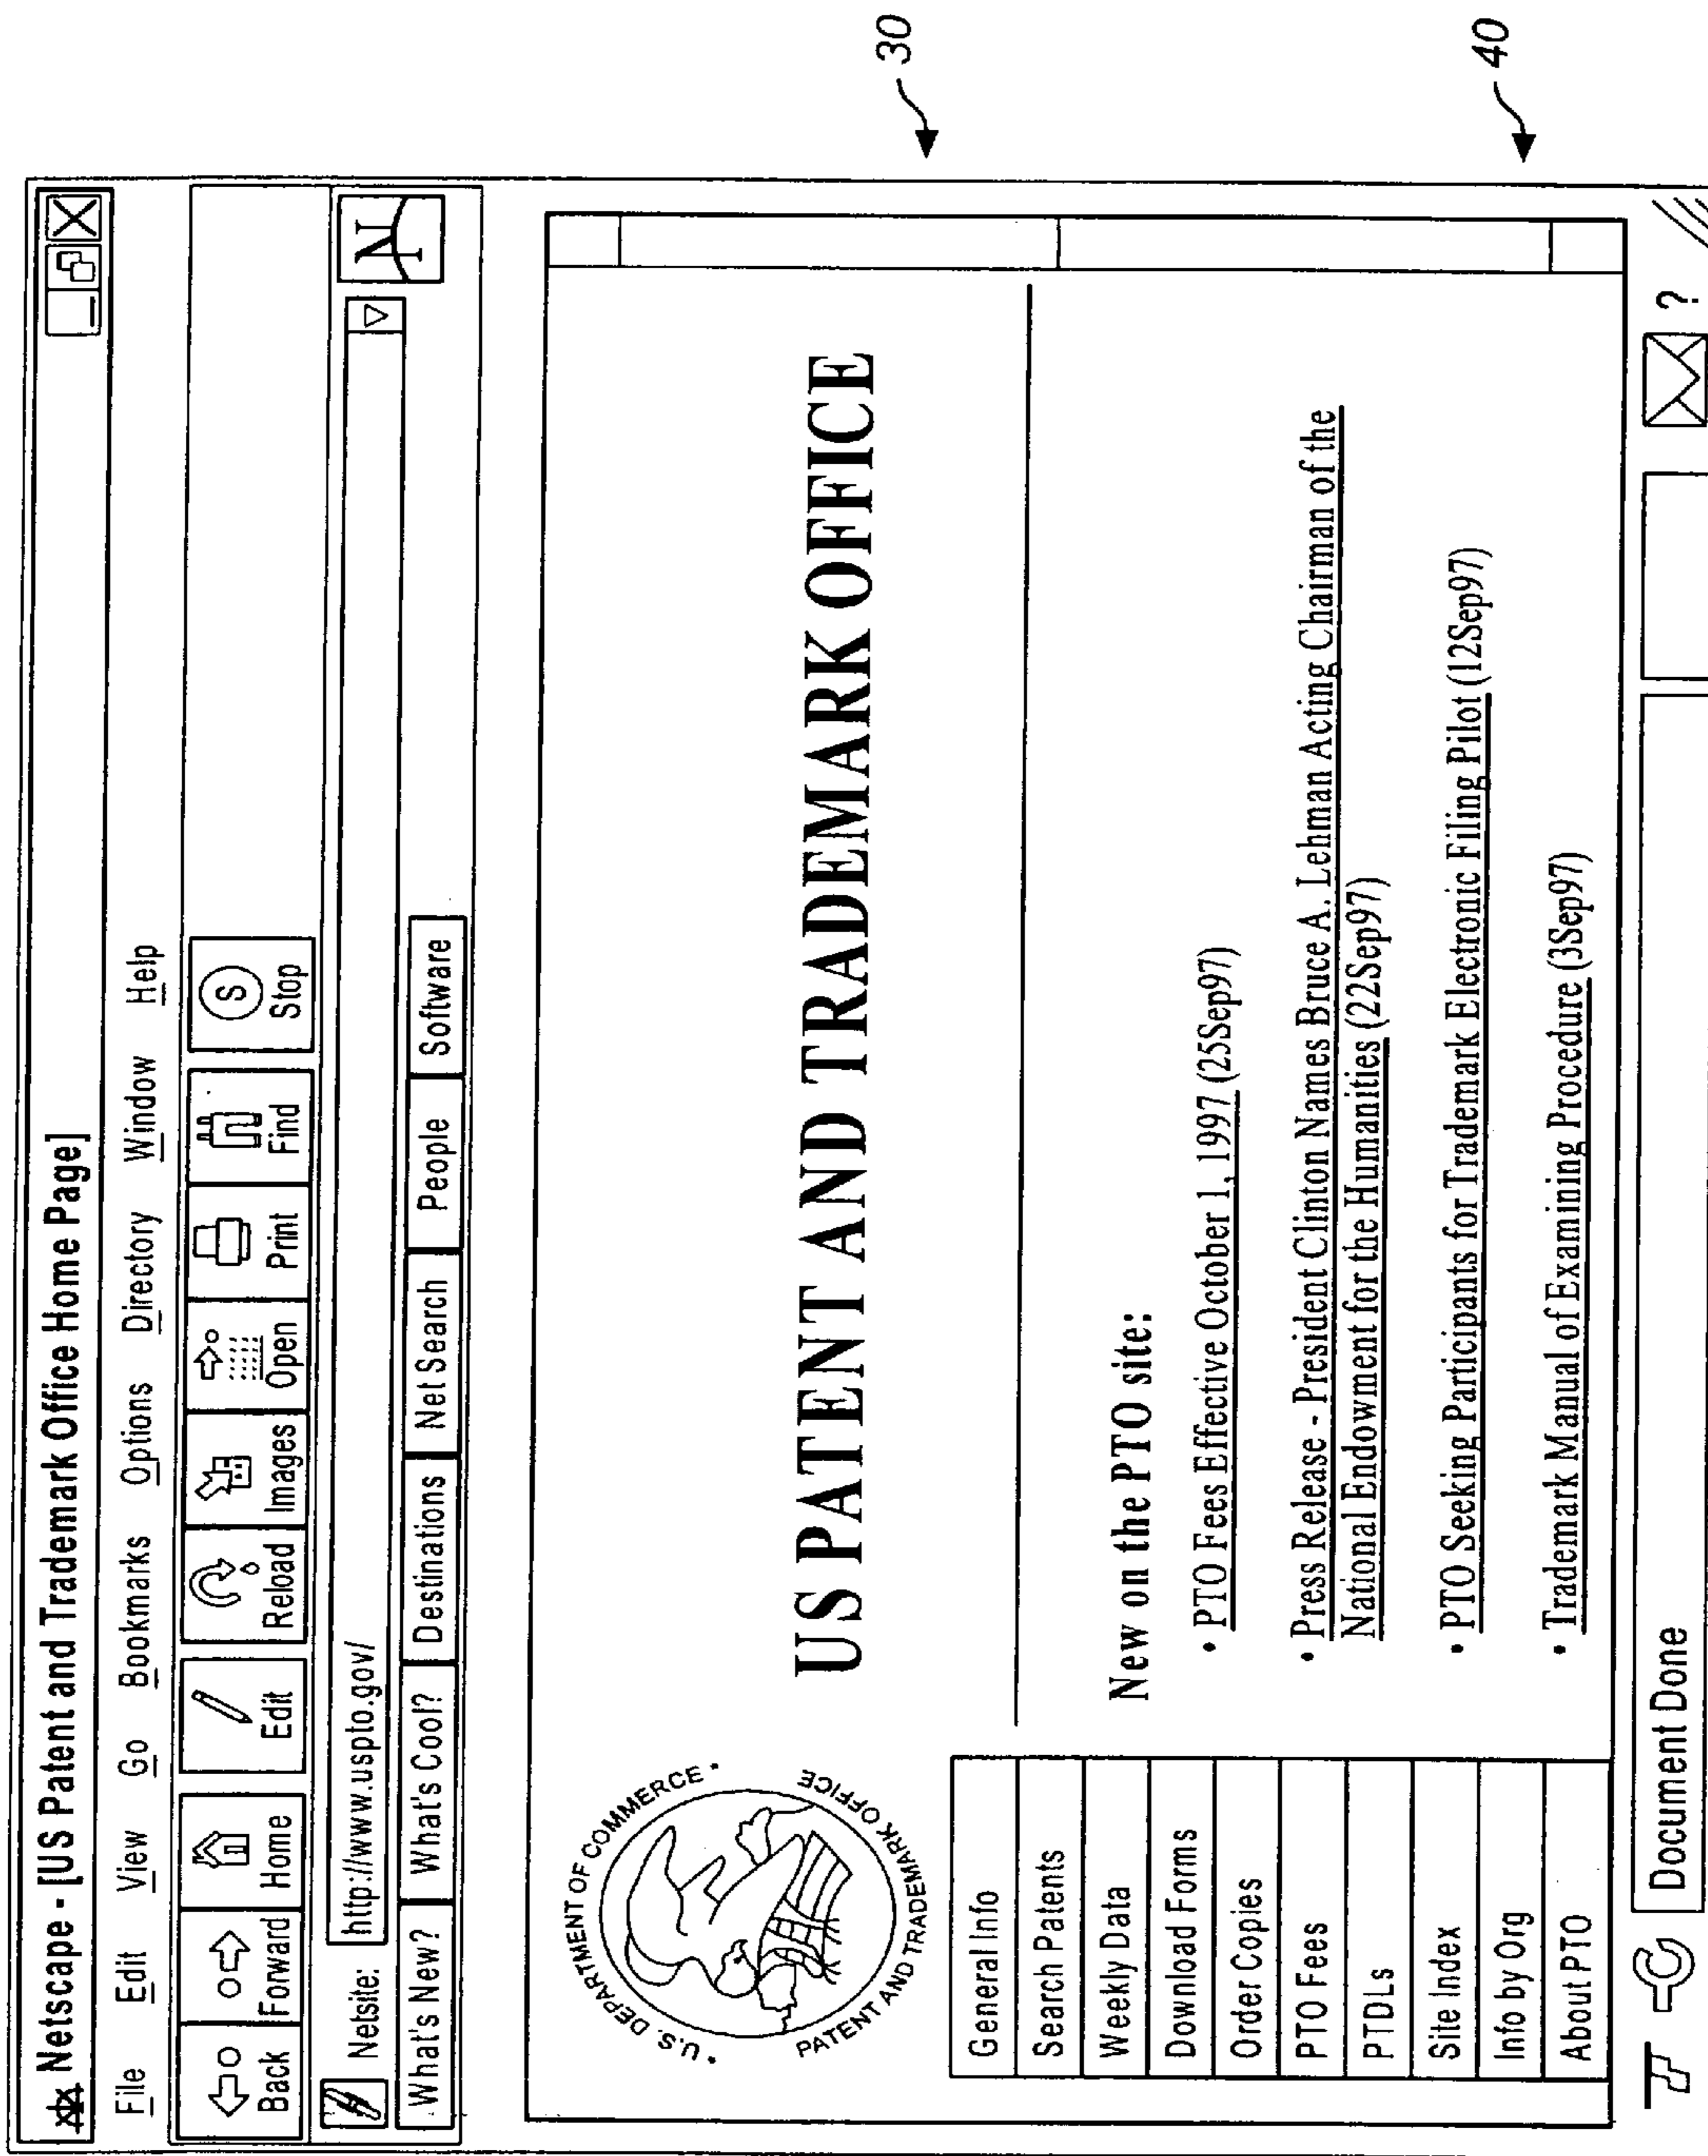 Netscape - [US Patent and Trademark Office Home Page]
File Edit View Go Bookmarks Options Directory Window Help
Back Forward Home Edit Reload Images Open Print Find Stop
Netsite: http://www.uspto.gov/
N
What's New? What's Cool? Destinations Net Search People Software
• U.S. DEPARTMENT OF COMMERCE •
PATENT AND TRADEMARK OFFICE
US PATENT AND TRADEMARK OFFICE
30
General Info
Search Patents
Weekly Data
Download Forms
Order Copies
PTO Fees
PTDLs
Site Index
Info by Org
About PTO
New on the PTO site:
• PTO Fees Effective October 1, 1997 (25Sep97)
• Press Release - President Clinton Names Bruce A. Lehman Acting Chairman of the
National Endowment for the Humanities (22Sep97)
• PTO Seeking Participants for Trademark Electronic Filing Pilot (12Sep97)
• Trademark Manual of Examining Procedure (3Sep97)
40
Document Done
?